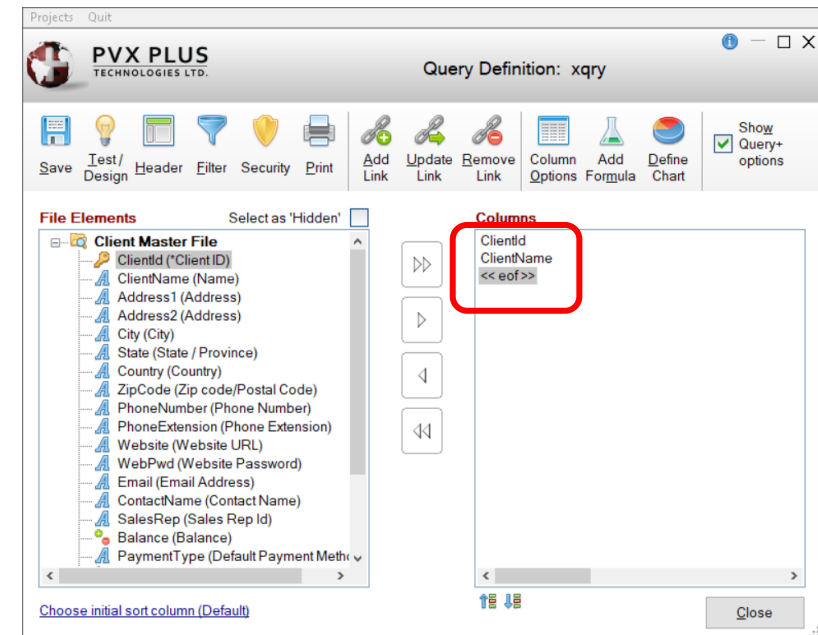 Projects Quit
PVX PLUS
TECHNOLOGIES LTD.
Query Definition: xqry
Save
Test/
Design
Header
Filter
Security
Print
Add
Link
Update
Link
Remove
Link
Column
Options
Add
Formula
Define
Chart
Show
Query+
options
File Elements
Select as 'Hidden'
Columns
Client Master File
ClientId (*Client ID)
ClientName (Name)
Address1 (Address)
Address2 (Address)
City (City)
State (State / Province)
Country (Country)
ZipCode (Zip code/Postal Code)
PhoneNumber (Phone Number)
PhoneExtension (Phone Extension)
Website (Website URL)
WebPwd (Website Password)
Email (Email Address)
ContactName (Contact Name)
SalesRep (Sales Rep Id)
Balance (Balance)
PaymentType (Default Payment Meth
ClientId
ClientName
<< eof>>
Choose initial sort column (Default)
Close